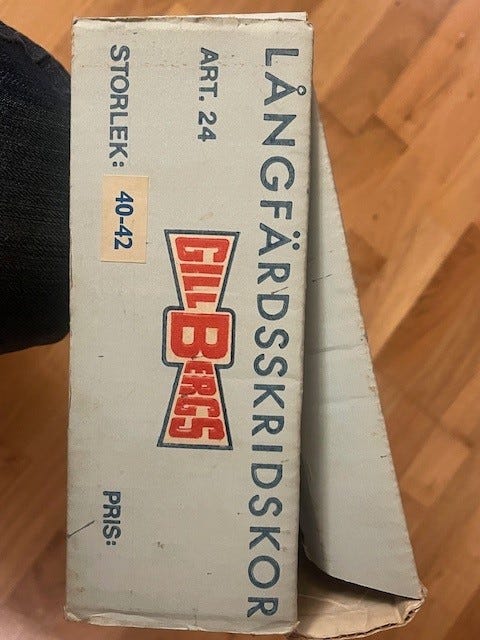 LÅNGFÄRDSSKRIDSKOR
ART. 24
GILLBERGS
STORLEK: 40-42
PRIS: